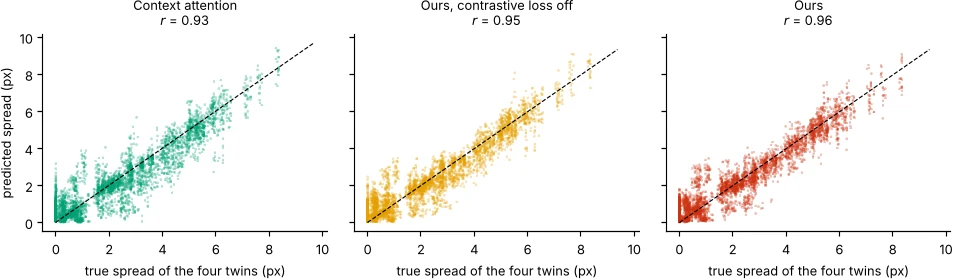 Context attention
r = 0.93
Ours, contrastive loss off
r = 0.95
Ours
r = 0.96
predicted spread (px)
10
8
6
4
2
0
0 2 4 6 8 10
0 2 4 6 8 10
0 2 4 6 8 10
true spread of the four twins (px)
true spread of the four twins (px)
true spread of the four twins (px)